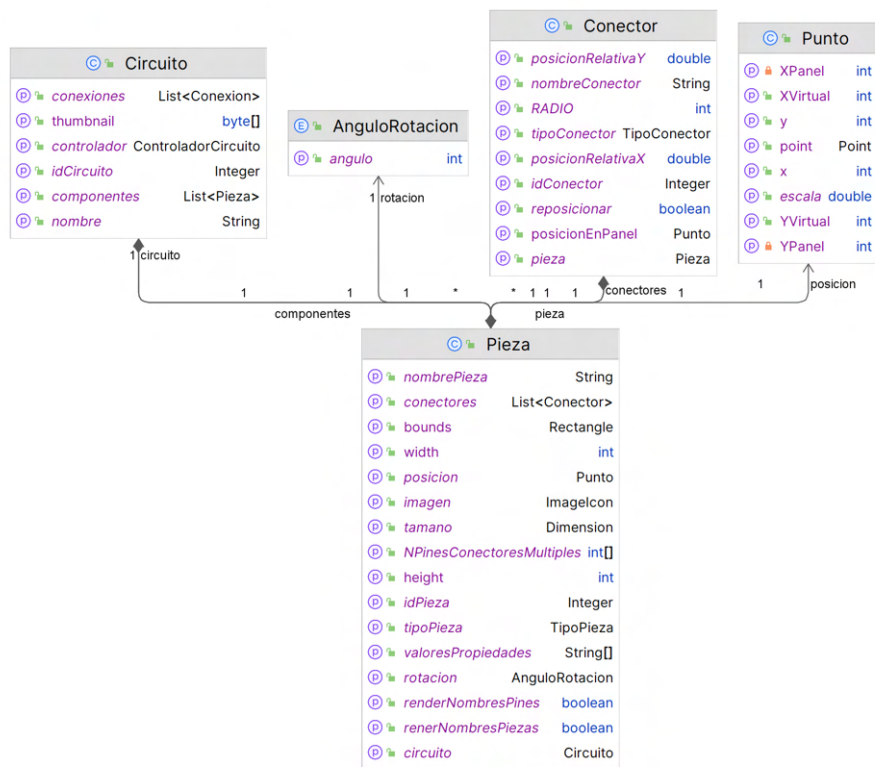 Circuito
conexiones List<Conexion>
thumbnail byte[]
controlador ControladorCircuito
idCircuito Integer
componentes List<Pieza>
nombre String
AnguloRotacion
angulo int
Conector
posicionRelativaY double
nombreConector String
RADIO int
tipoConector TipoConector
posicionRelativaX double
idConector Integer
reposicionar boolean
posicionEnPanel Punto
pieza Pieza
Punto
XPanel int
XVirtual int
y int
point Point
x int
escala double
YVirtual int
YPanel int
1 circuito
1 rotacion
conectores
posicion
1 1 1 * * 1 1 1 1 1
componentes
pieza
Pieza
nombrePieza String
conectores List<Conector>
bounds Rectangle
width int
posicion Punto
imagen ImageIcon
tamano Dimension
NPinesConectoresMultiples int[]
height int
idPieza Integer
tipoPieza TipoPieza
valoresPropiedades String[]
rotacion AnguloRotacion
renderNombresPines boolean
renerNombresPiezas boolean
circuito Circuito